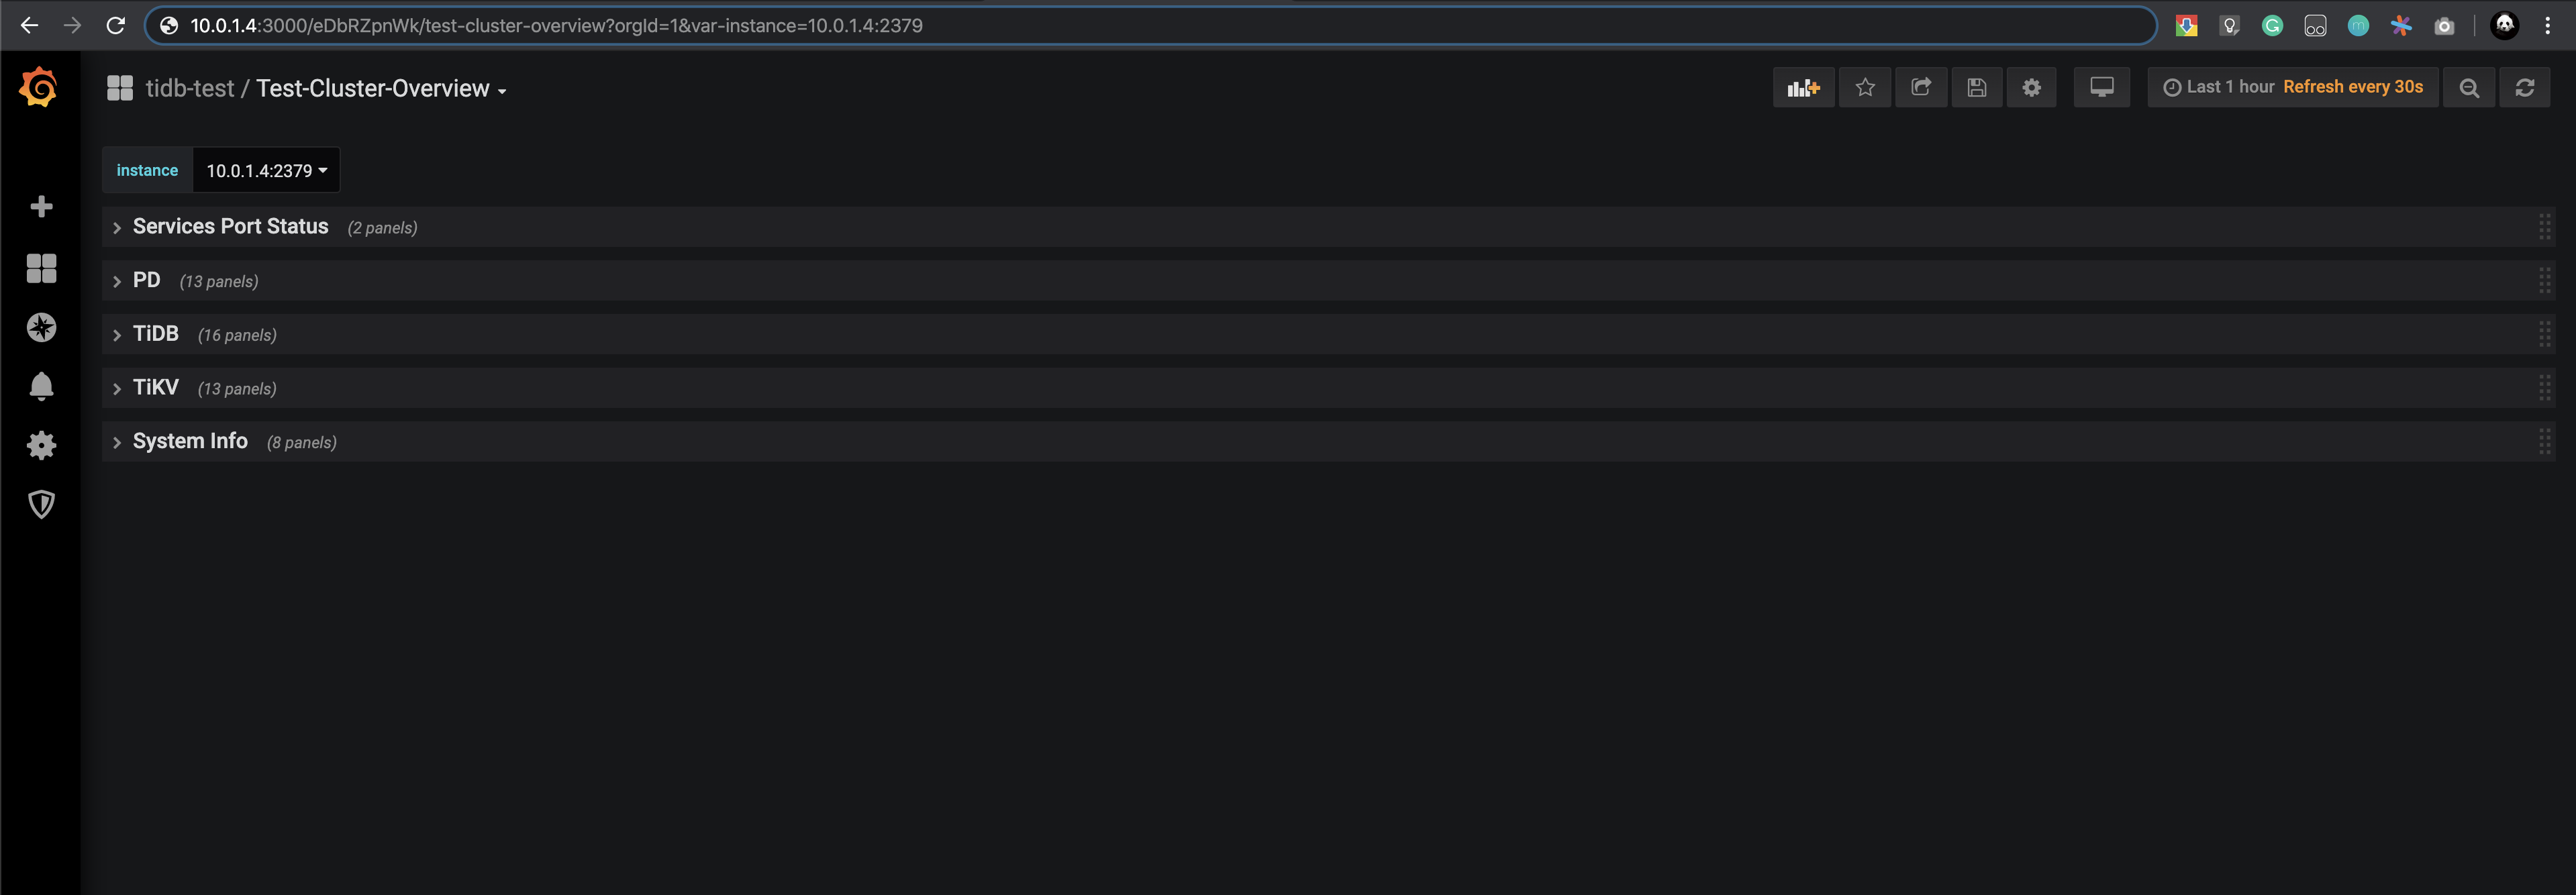 10.0.1.4:3000/eDbRZpnWk/test-cluster-overview?orgId=1&var-instance=10.0.1.4:2379
tidb-test / Test-Cluster-Overview
Last 1 hour Refresh every 30s
instance 10.0.1.4:2379
Services Port Status (2 panels)
PD (13 panels)
TiDB (16 panels)
TiKV (13 panels)
System Info (8 panels)